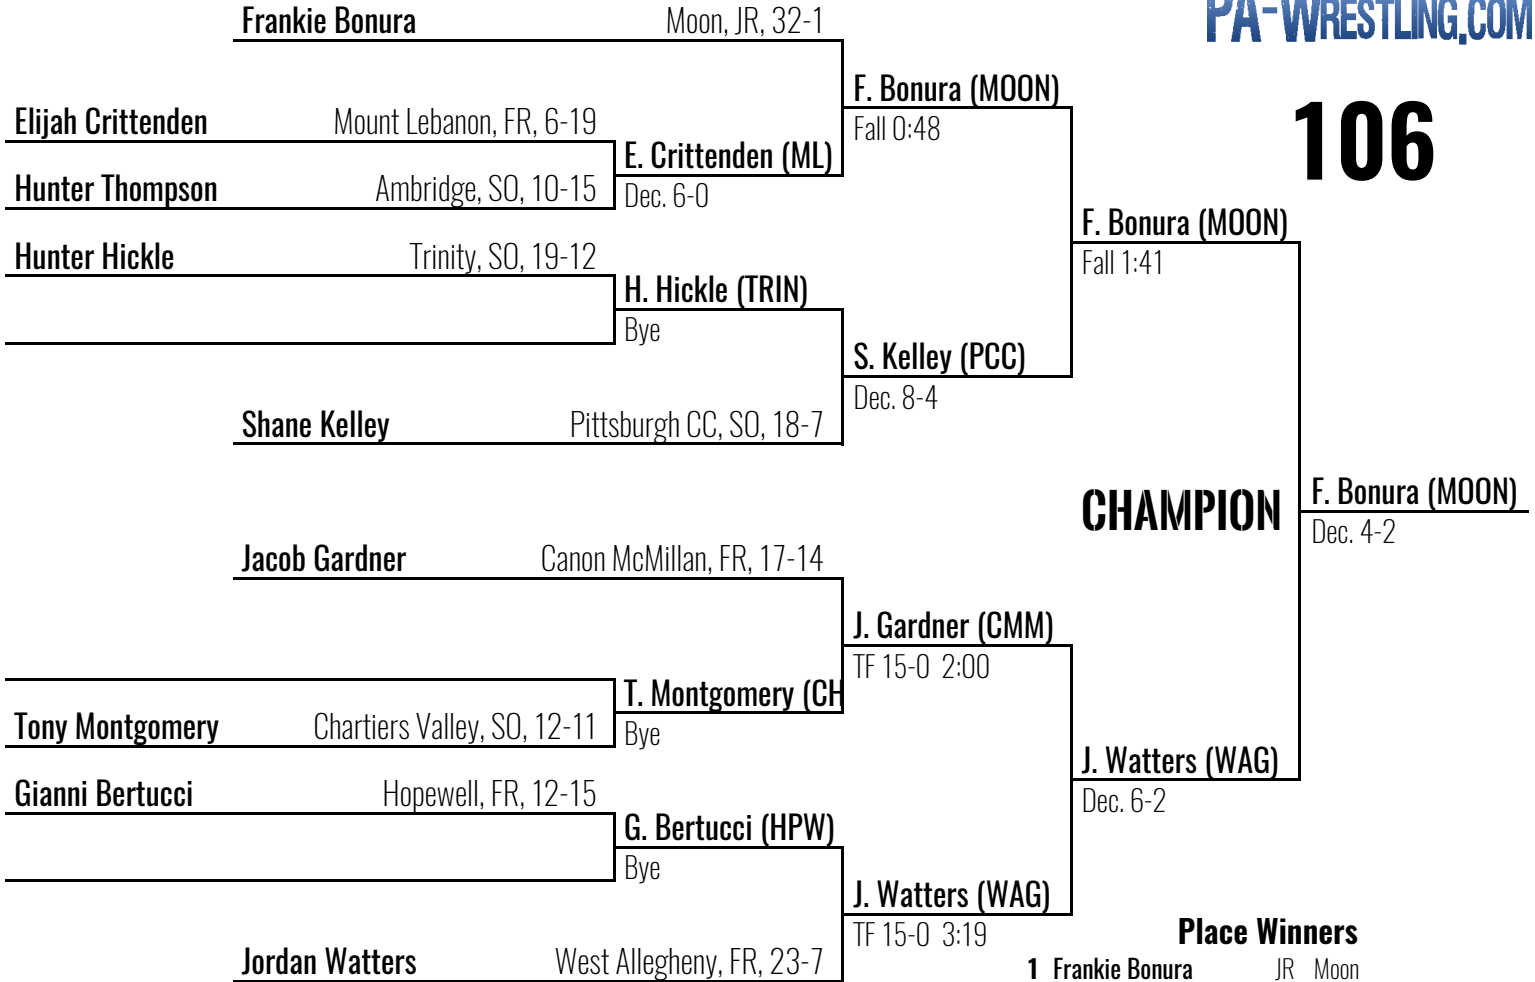 PA-WRESTLING.COM
106
Frankie Bonura Moon, JR, 32-1
F. Bonura (MOON)
Fall 0:48
Elijah Crittenden Mount Lebanon, FR, 6-19
E. Crittenden (ML)
Dec. 6-0
Hunter Thompson Ambridge, SO, 10-15
F. Bonura (MOON)
Fall 1:41
Hunter Hickle Trinity, SO, 19-12
H. Hickle (TRIN)
Bye
S. Kelley (PCC)
Dec. 8-4
Shane Kelley Pittsburgh CC, SO, 18-7
CHAMPION
F. Bonura (MOON)
Dec. 4-2
Jacob Gardner Canon McMillan, FR, 17-14
J. Gardner (CMM)
TF 15-0 2:00
T. Montgomery (CH
Bye
Tony Montgomery Chartiers Valley, SO, 12-11
J. Watters (WAG)
Dec. 6-2
Gianni Bertucci Hopewell, FR, 12-15
G. Bertucci (HPW)
Bye
J. Watters (WAG)
TF 15-0 3:19
Jordan Watters West Allegheny, FR, 23-7
Place Winners
1 Frankie Bonura JR Moon